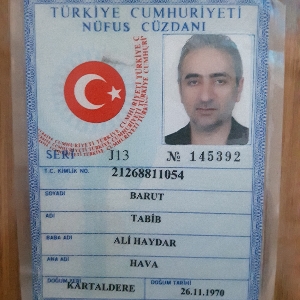 TÜRKİYE CUMHURİYETİ
NÜFUS CÜZDANI
SERİ J13 № 145392
T.C. KİMLİK NO. 21268811054
SOYADI BARUT
ADI TABİB
BABA ADI ALİ HAYDAR
ANA ADI HAVA
DOĞUM YERİ DOĞUM TARİHİ
KARTALDERE 26.11.1970